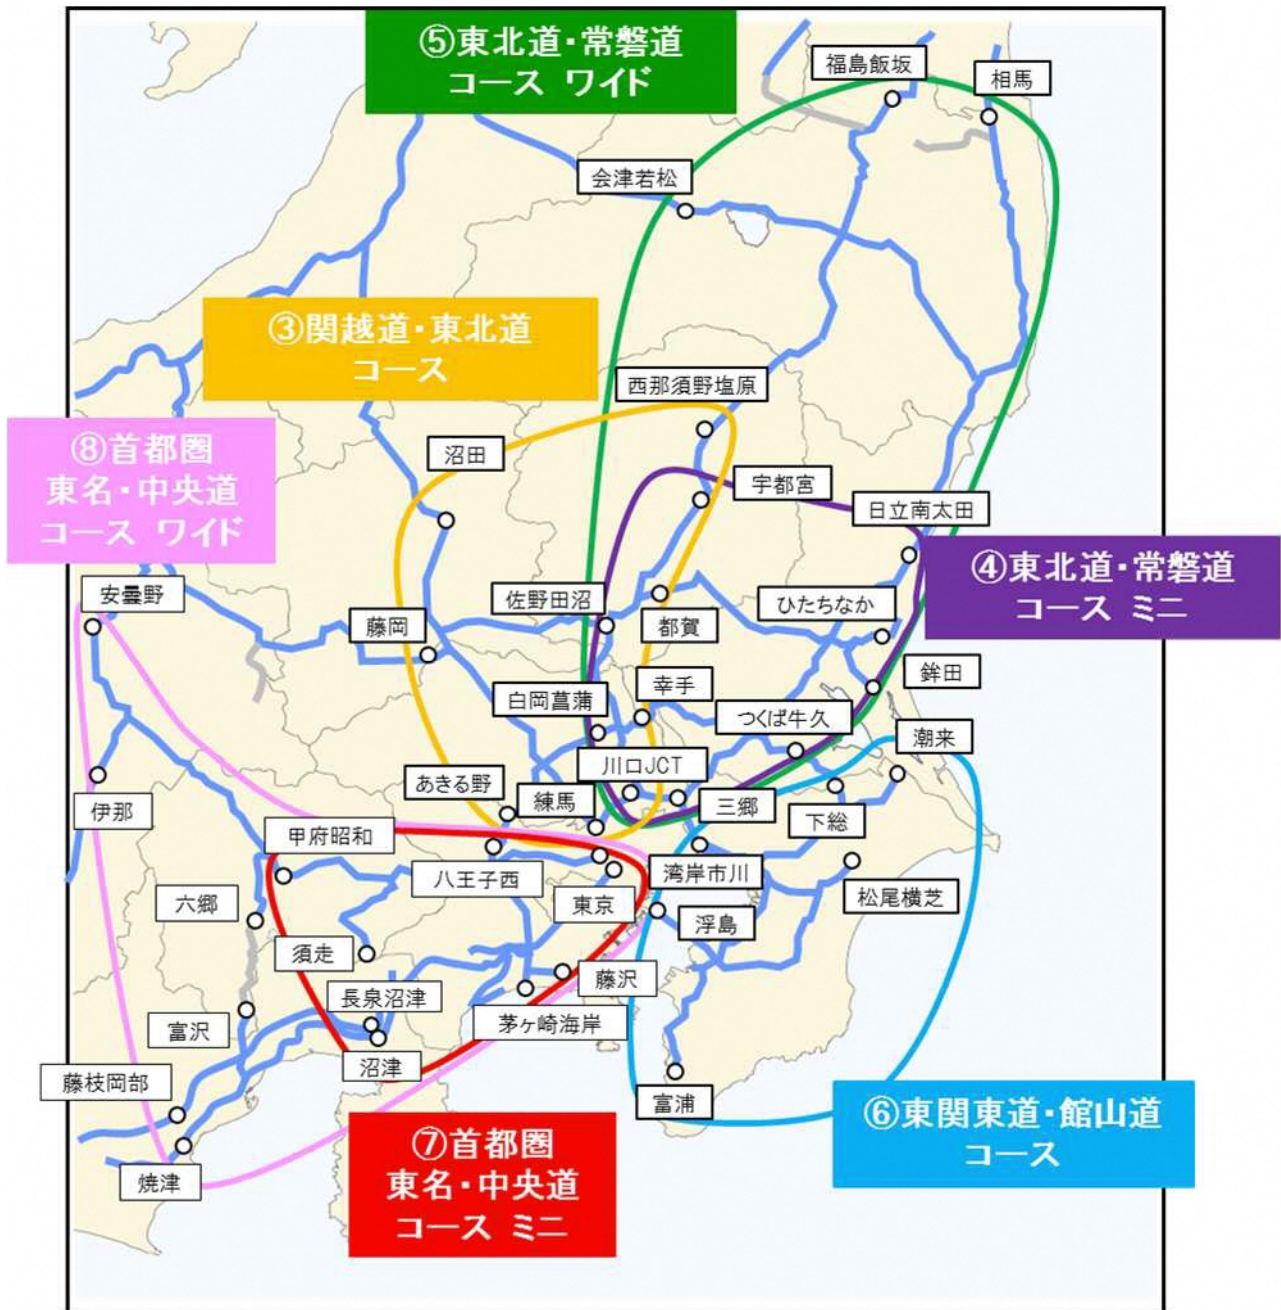 ⑤東北道・常磐道
コース ワイド
福島飯坂
相馬
会津若松
③関越道・東北道
コース
西那須野塩原
沼田
⑧首都圏
東名・中央道
コース ワイド
宇都宮
日立南太田
④東北道・常磐道
コース ミニ
安曇野
佐野田沼
ひたちなか
藤岡
都賀
鉾田
白岡菖蒲
幸手
つくば牛久
潮来
川口JCT
あきる野
練馬
三郷
下総
伊那
甲府昭和
八王子西
湾岸市川
松尾横芝
六郷
東京
浮島
須走
藤沢
長泉沼津
富沢
茅ヶ崎海岸
沼津
藤枝岡部
富浦
⑥東関東道・館山道
コース
⑦首都圏
東名・中央道
コース ミニ
焼津